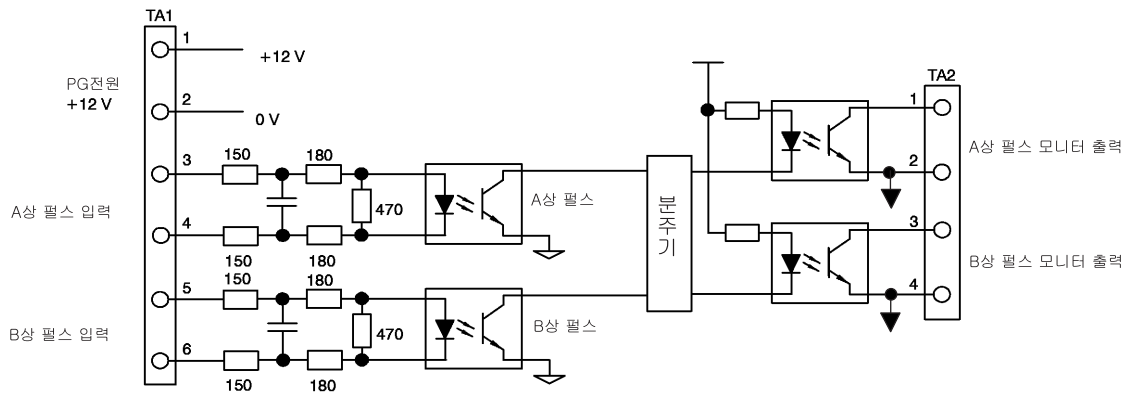 TA1
1
+12 V
PG전원
+12 V
2
0 V
TA2
1
A상 펄스 모니터 출력
2
3
150
180
470
A상 펄스 입력
A상 펄스
4
150
180
분주기
3
B상 펄스 모니터 출력
4
5
150
180
470
B상 펄스 입력
B상 펄스
6
150
180